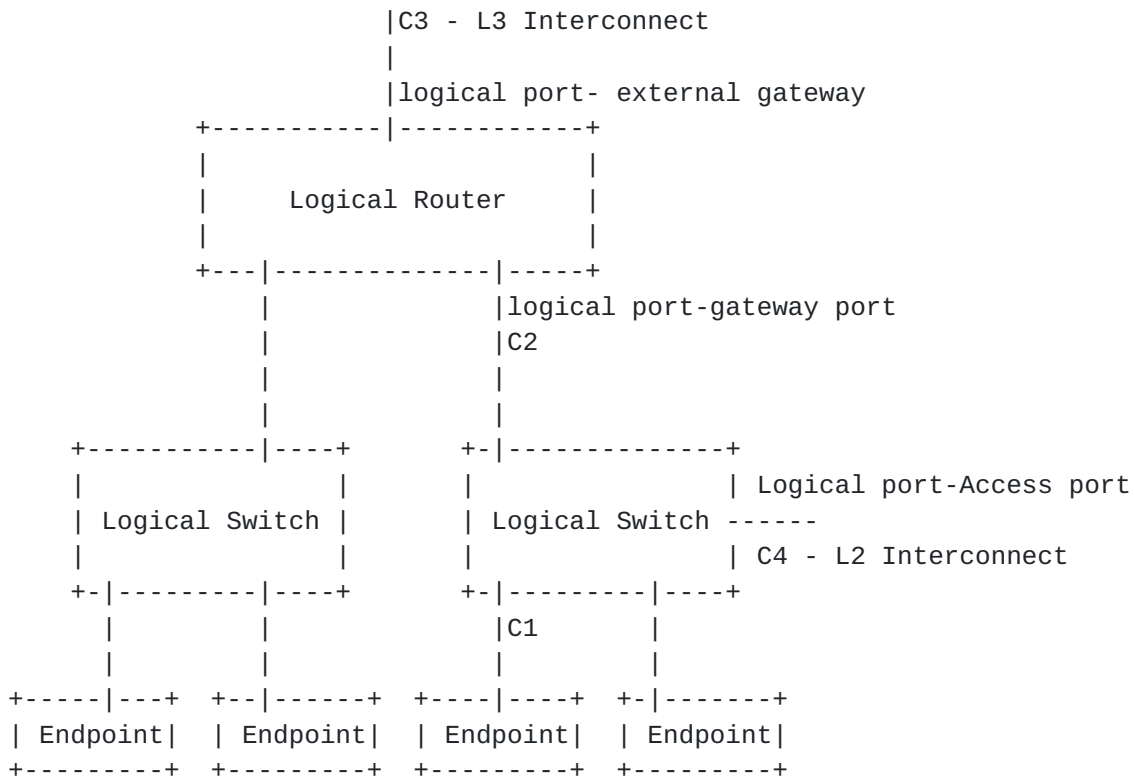 C3 - L3 Interconnect
logical port- external gateway
Logical Router
logical port-gateway port
C2
Logical port-Access port
Logical Switch
Logical Switch
C4 - L2 Interconnect
C1
Endpoint
Endpoint
Endpoint
Endpoint